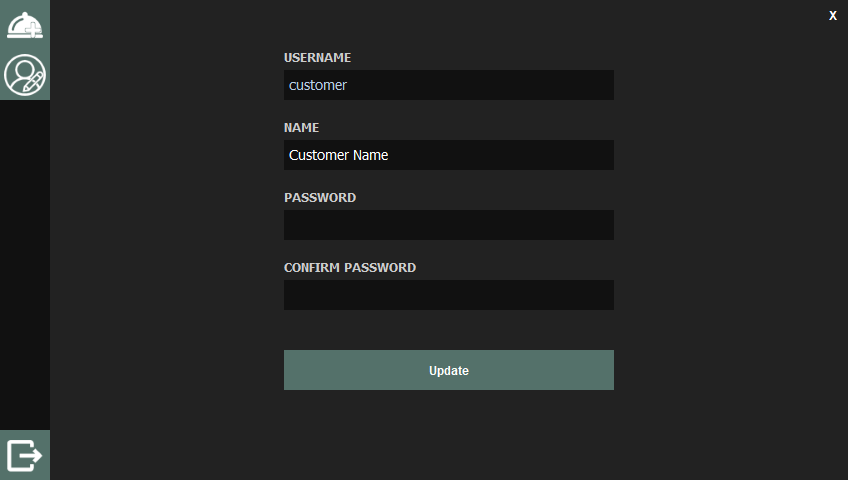 X
USERNAME
customer
NAME
Customer Name
PASSWORD
CONFIRM PASSWORD
Update